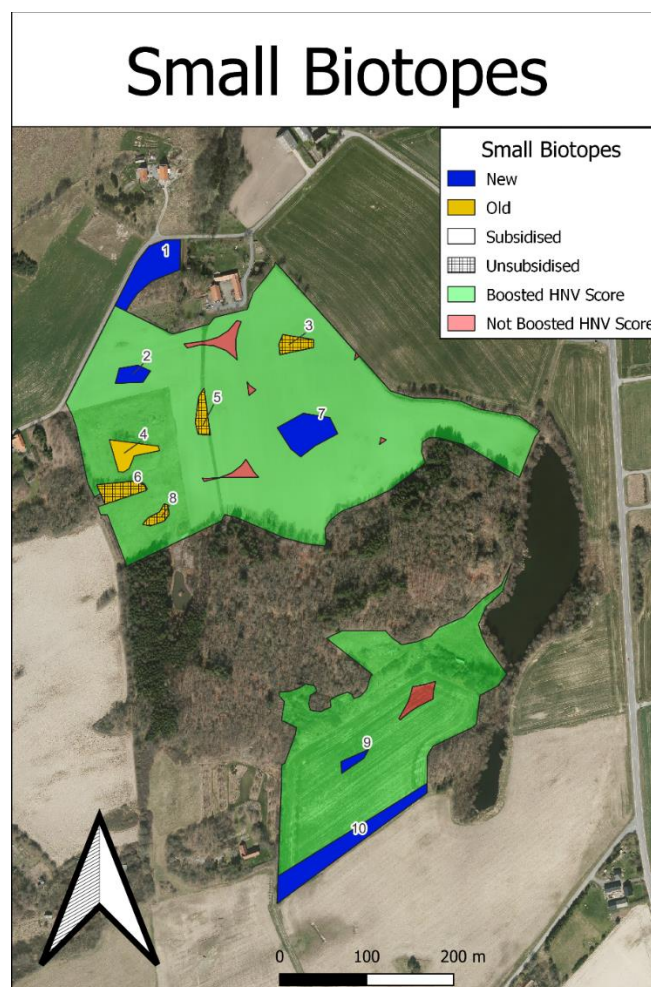 Small Biotopes
Small Biotopes
New
Old
Subsidised
Unsubsidised
Boosted HNV Score
Not Boosted HNV Score
1
2
3
4
5
6
7
8
9
10
0 100 200 m